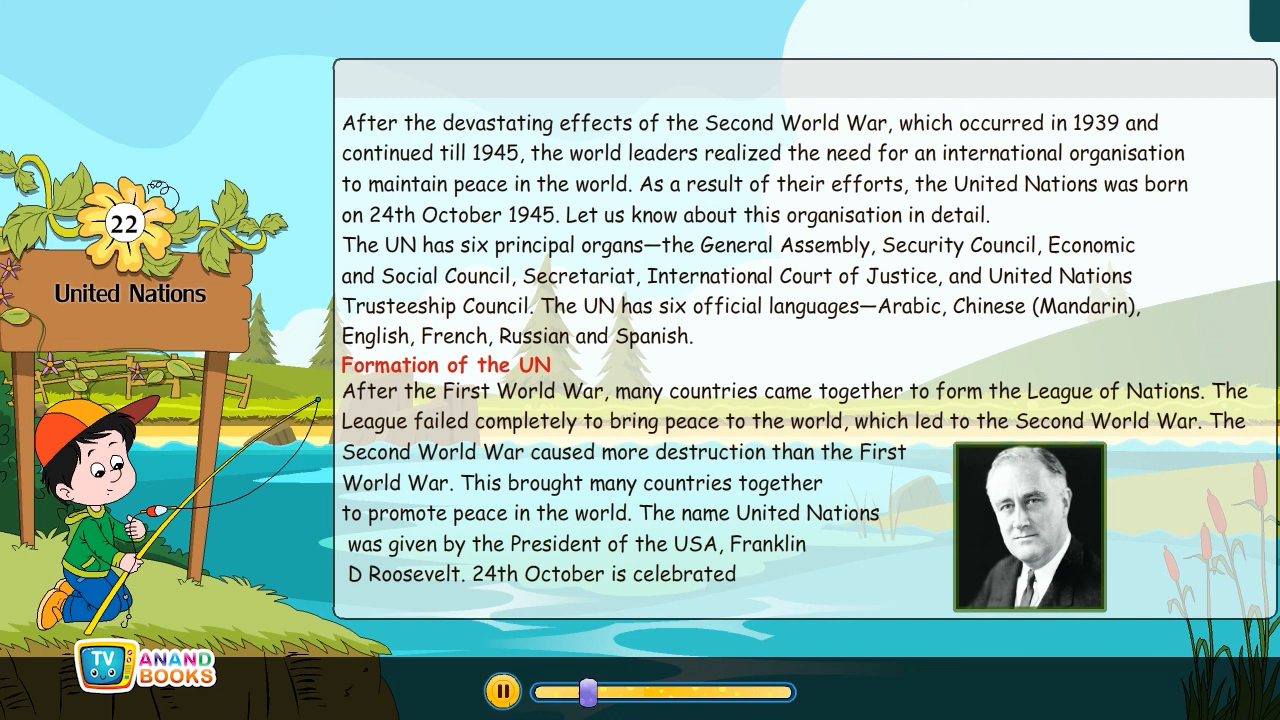 22
United Nations
After the devastating effects of the Second World War, which occurred in 1939 and
continued till 1945, the world leaders realized the need for an international organisation
to maintain peace in the world. As a result of their efforts, the United Nations was born
on 24th October 1945. Let us know about this organisation in detail.
The UN has six principal organs—the General Assembly, Security Council, Economic
and Social Council, Secretariat, International Court of Justice, and United Nations
Trusteeship Council. The UN has six official languages—Arabic, Chinese (Mandarin),
English, French, Russian and Spanish.
Formation of the UN
After the First World War, many countries came together to form the League of Nations. The
League failed completely to bring peace to the world, which led to the Second World War. The
Second World War caused more destruction than the First
World War. This brought many countries together
to promote peace in the world. The name United Nations
was given by the President of the USA, Franklin
D Roosevelt. 24th October is celebrated
TV ANAND
BOOKS